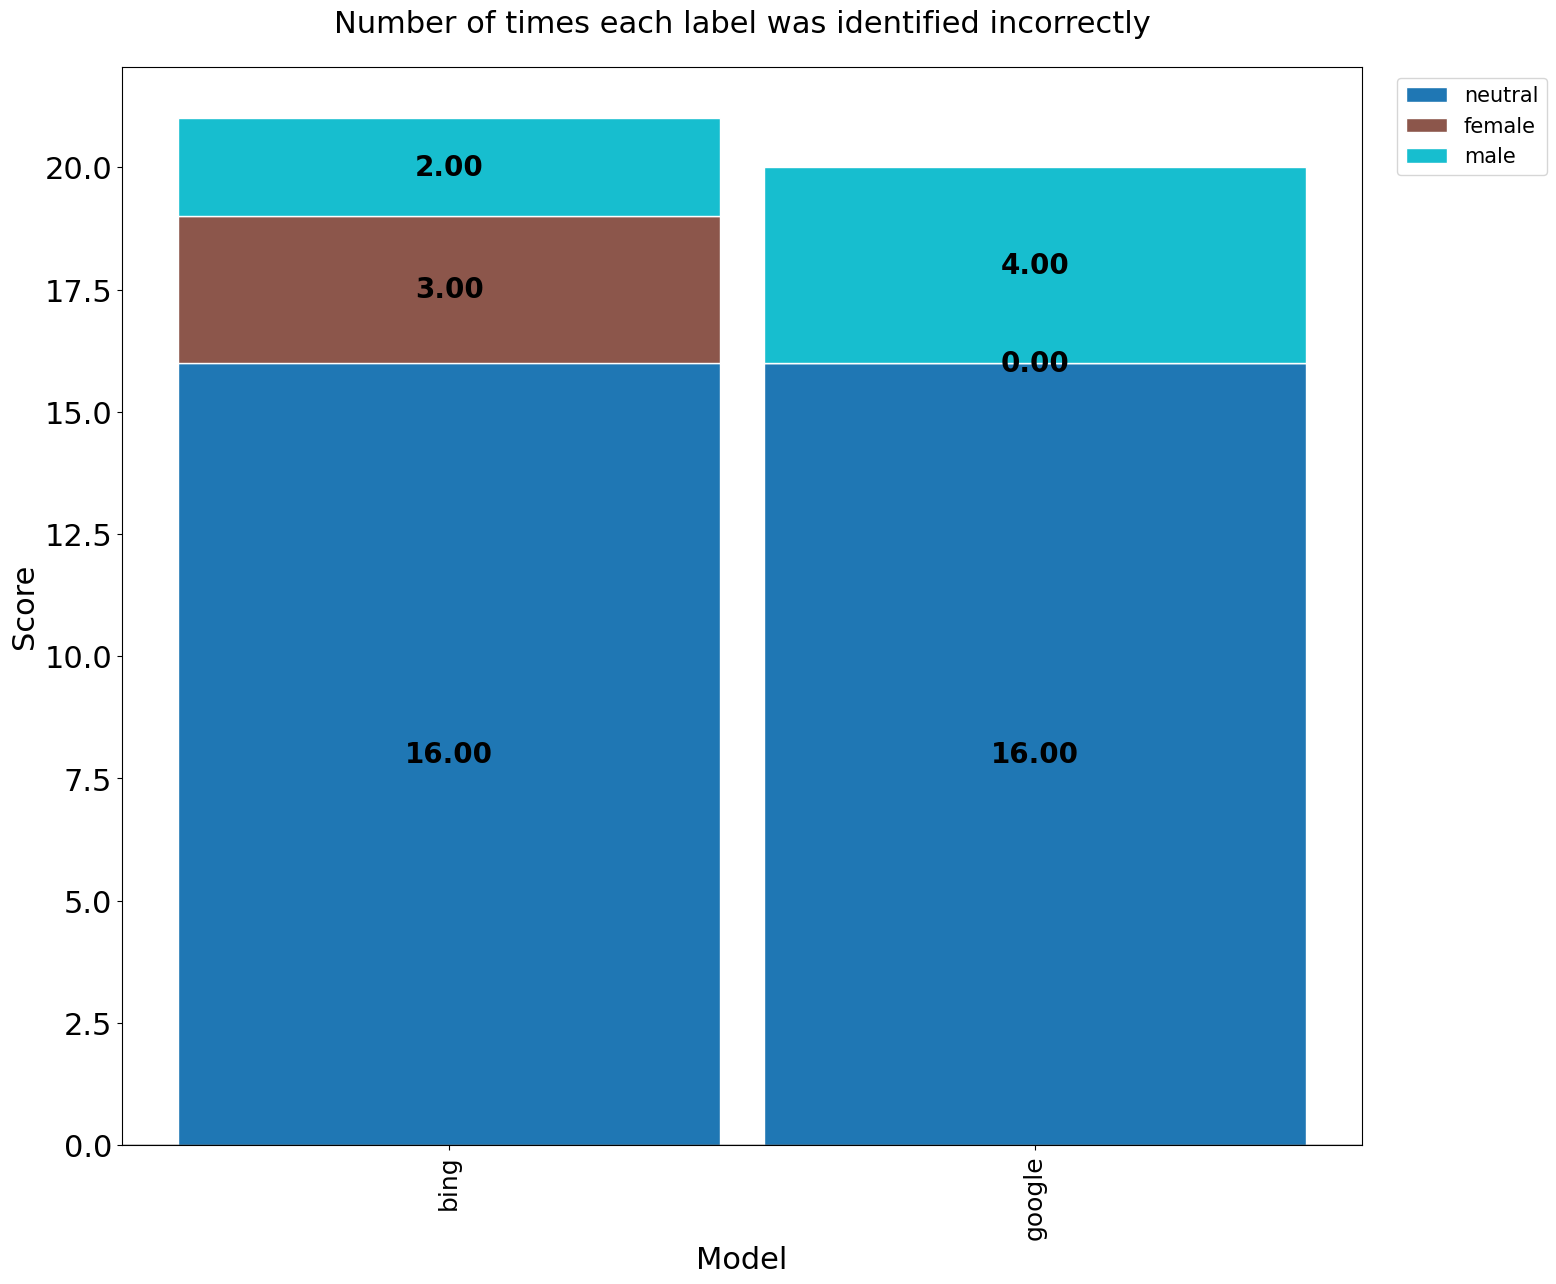 Number of times each label was identified incorrectly
neutral
female
male
20.0
17.5
15.0
12.5
10.0
7.5
5.0
2.5
0.0
Score
2.00
3.00
16.00
4.00
0.00
16.00
bing
google
Model